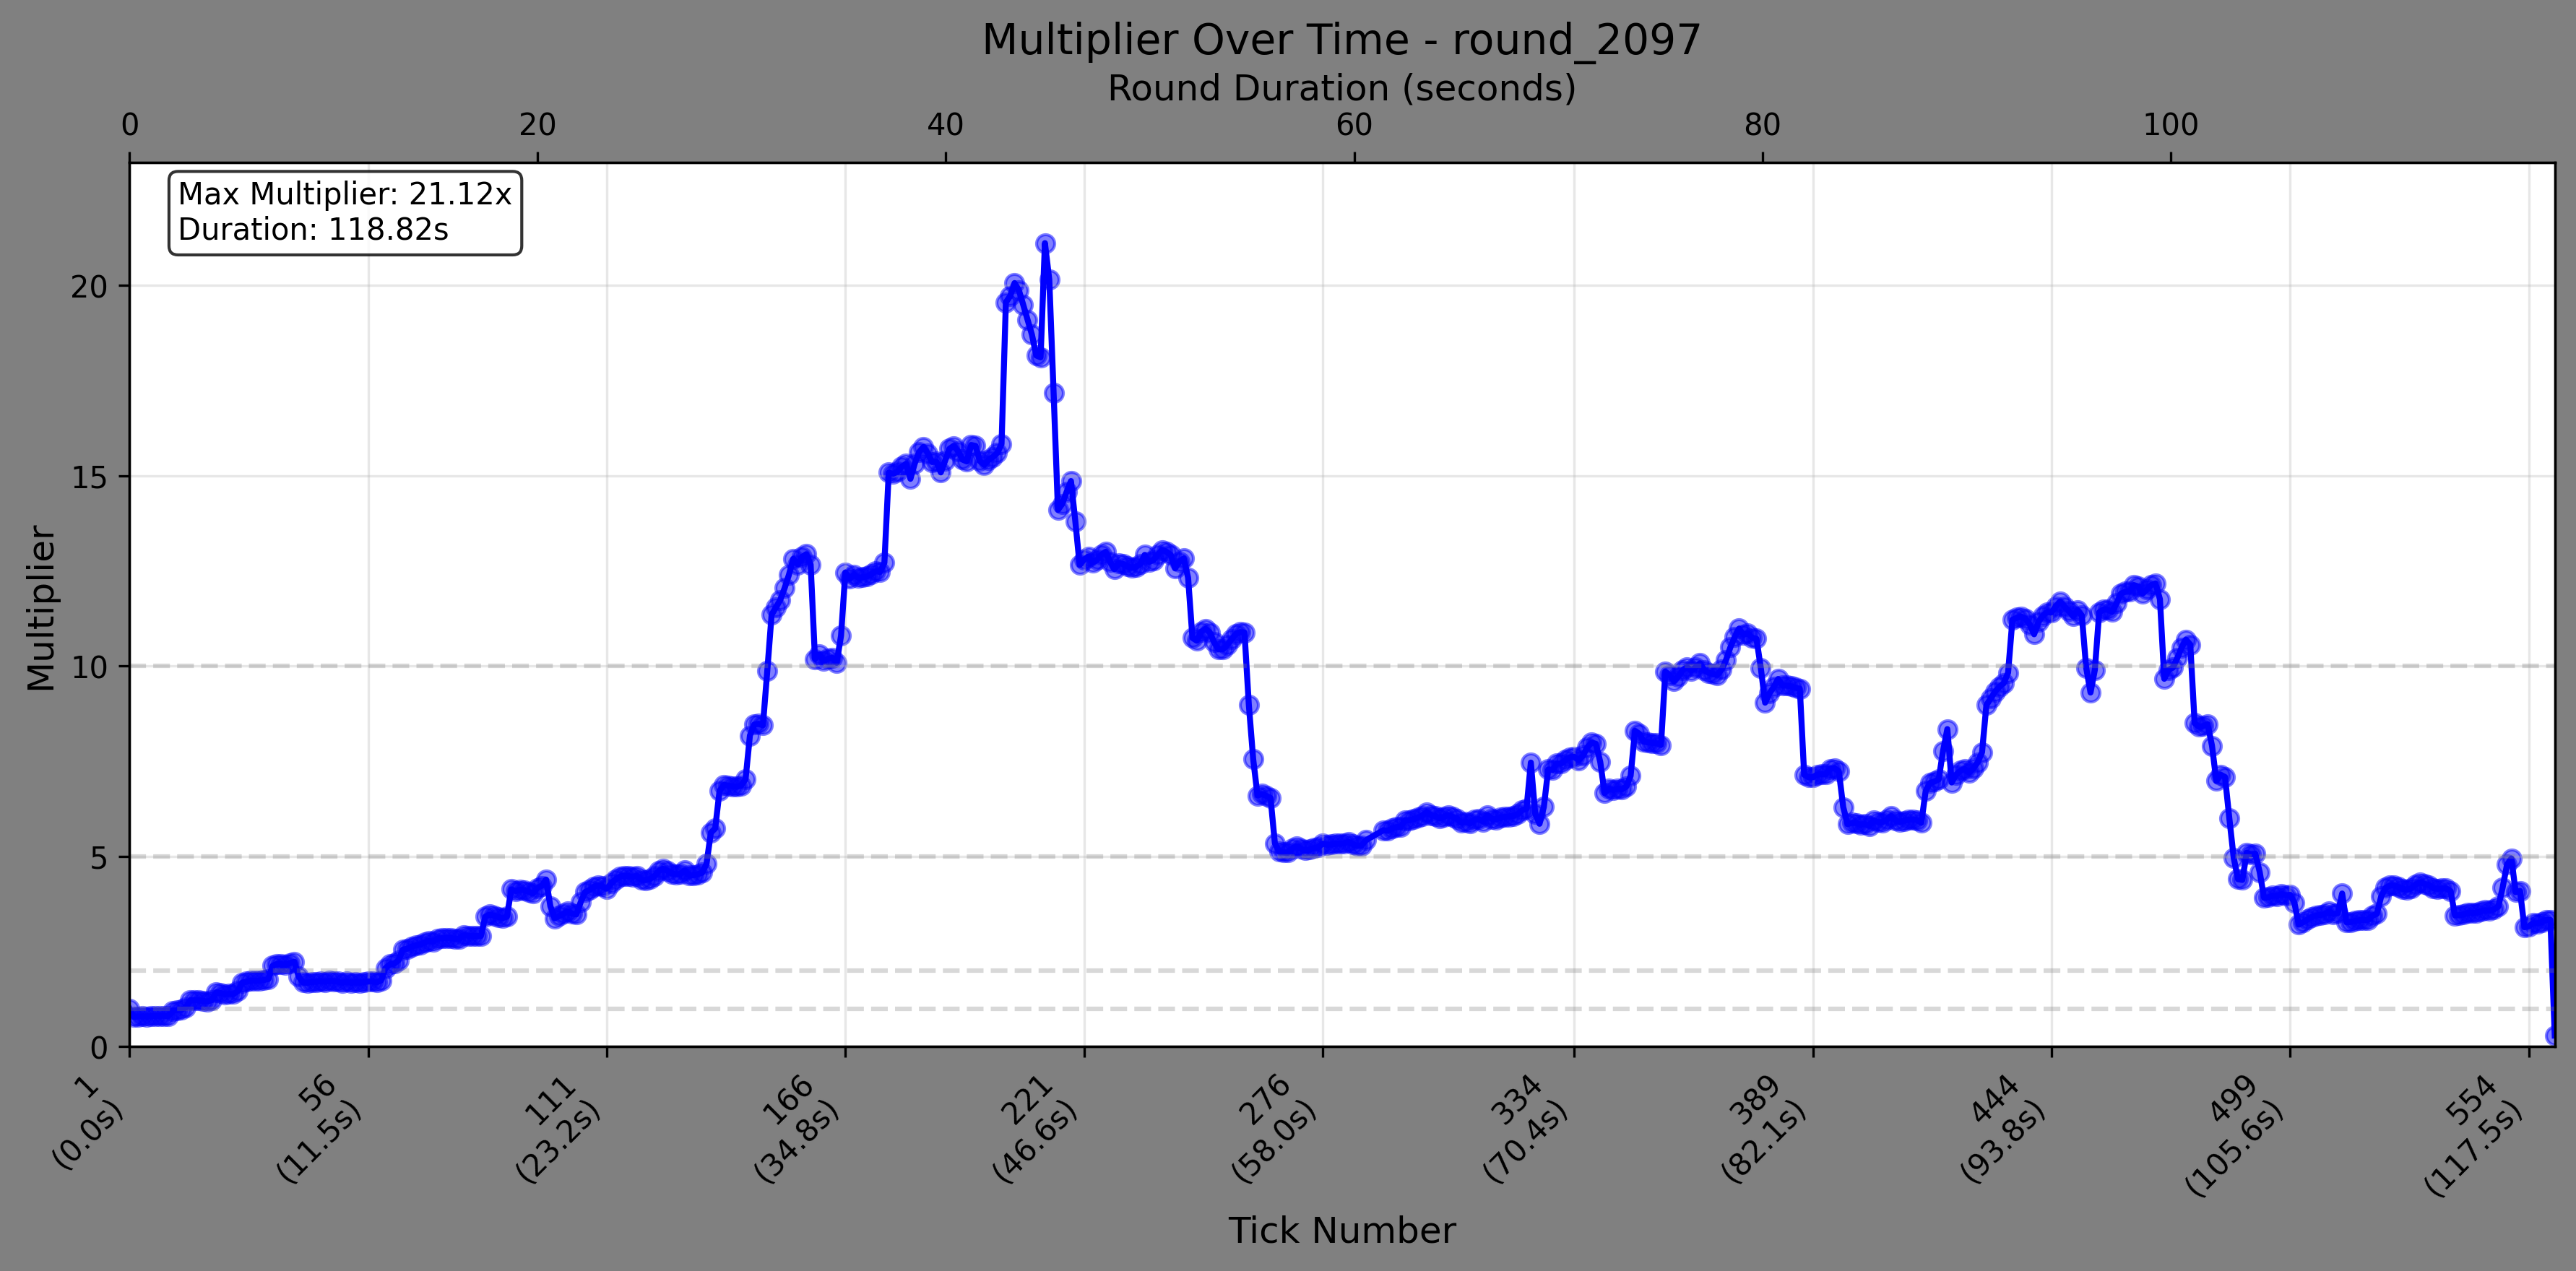 Multiplier Over Time - round_2097
Round Duration (seconds)
0 20 40 60 80 100
Max Multiplier: 21.12x
Duration: 118.82s
Multiplier
20
15
10
5
0
1
(0.0s)
56
(11.5s)
111
(23.2s)
166
(34.8s)
221
(46.6s)
276
(58.0s)
334
(70.4s)
389
(82.1s)
444
(93.8s)
499
(105.6s)
554
(117.5s)
Tick Number